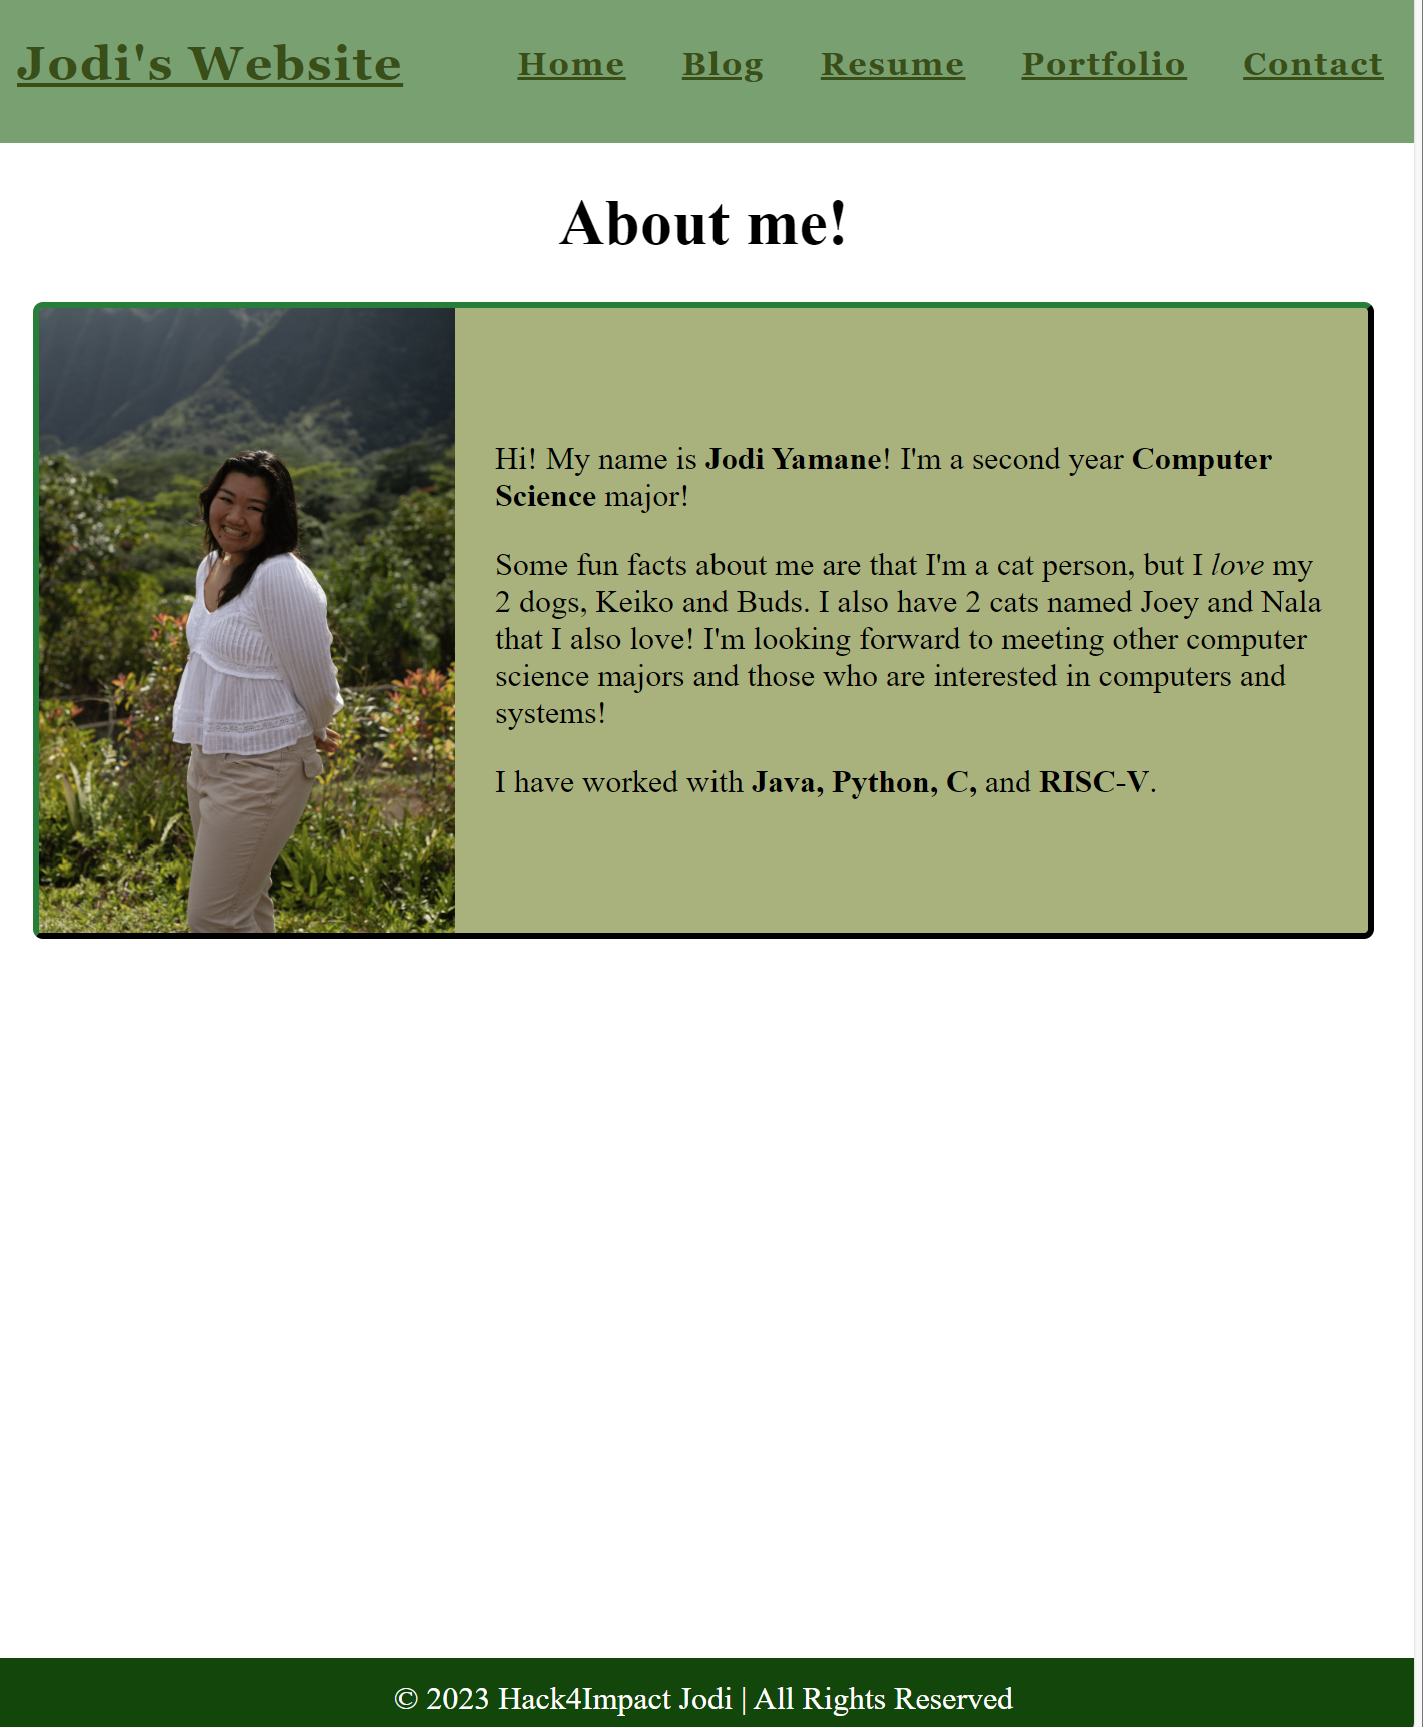 Jodi's Website
Home Blog Resume Portfolio Contact
About me!
Hi! My name is Jodi Yamane! I'm a second year Computer
Science major!
Some fun facts about me are that I'm a cat person, but I love my
2 dogs, Keiko and Buds. I also have 2 cats named Joey and Nala
that I also love! I'm looking forward to meeting other computer
science majors and those who are interested in computers and
systems!
I have worked with Java, Python, C, and RISC-V.
© 2023 Hack4Impact Jodi | All Rights Reserved